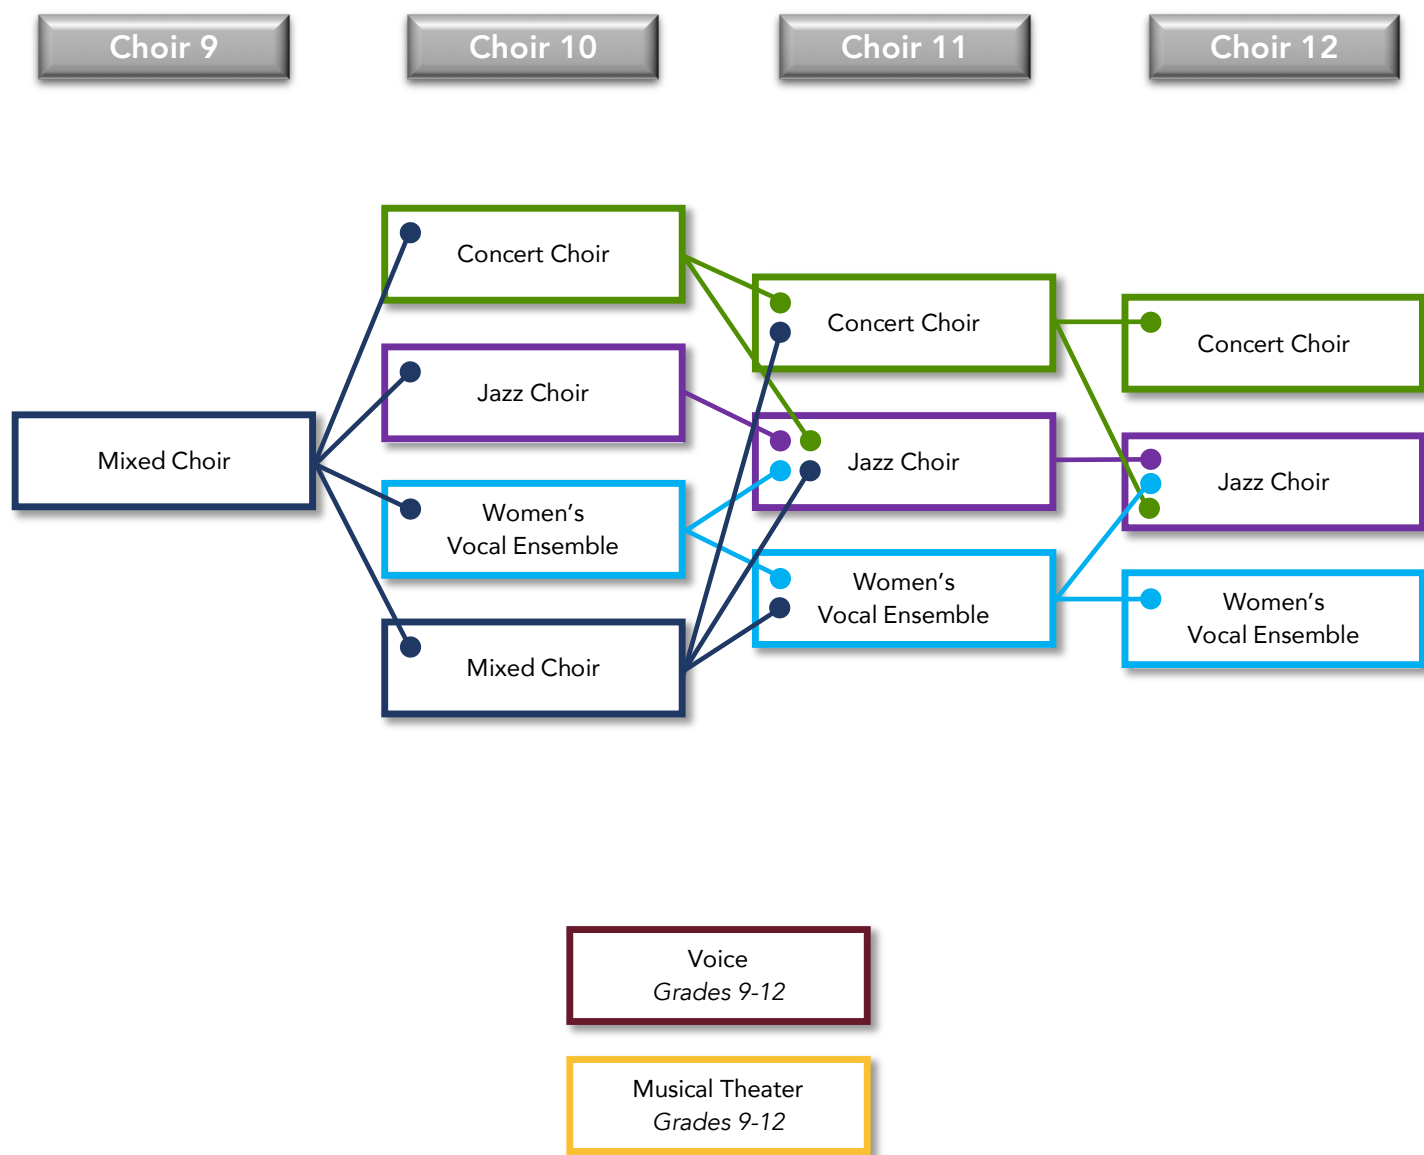 Choir 9
Choir 10
Choir 11
Choir 12
Mixed Choir
Concert Choir
Jazz Choir
Women's
Vocal Ensemble
Mixed Choir
Concert Choir
Jazz Choir
Women's
Vocal Ensemble
Concert Choir
Jazz Choir
Women's
Vocal Ensemble
Voice
Grades 9-12
Musical Theater
Grades 9-12